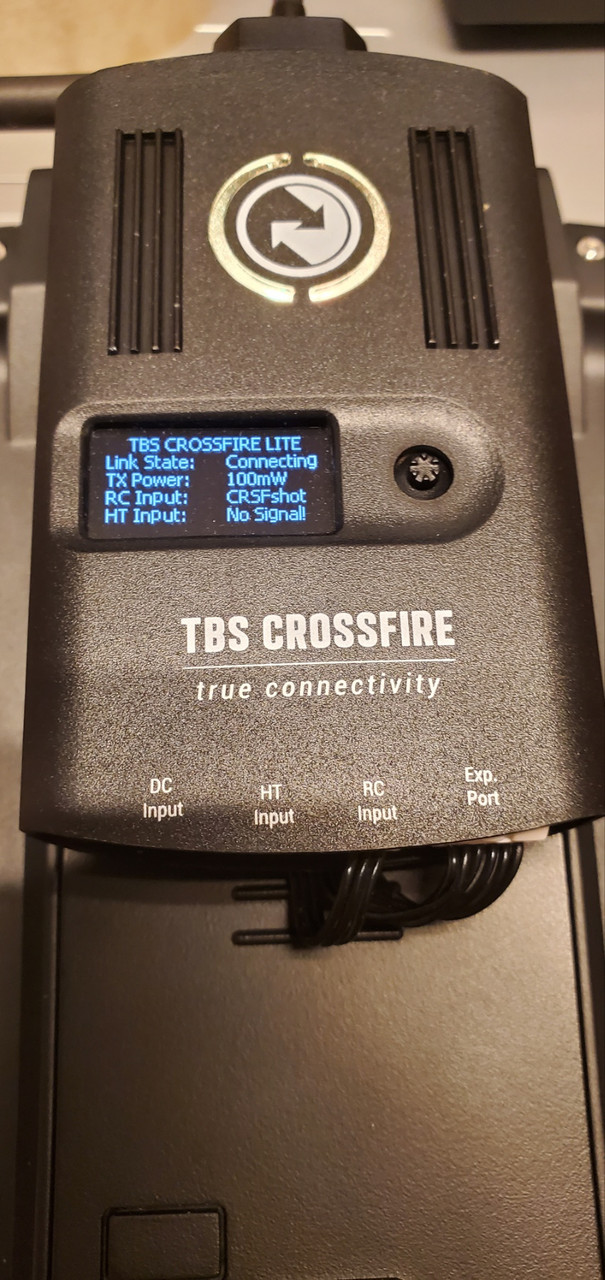 TBS CROSSFIRE LITE
Link State: Connecting
TX Power: 100mW
RC Input: CRSFshot
HT Input: No Signal!
TBS CROSSFIRE
true connectivity
DC Input
HT Input
RC Input
Exp. Port